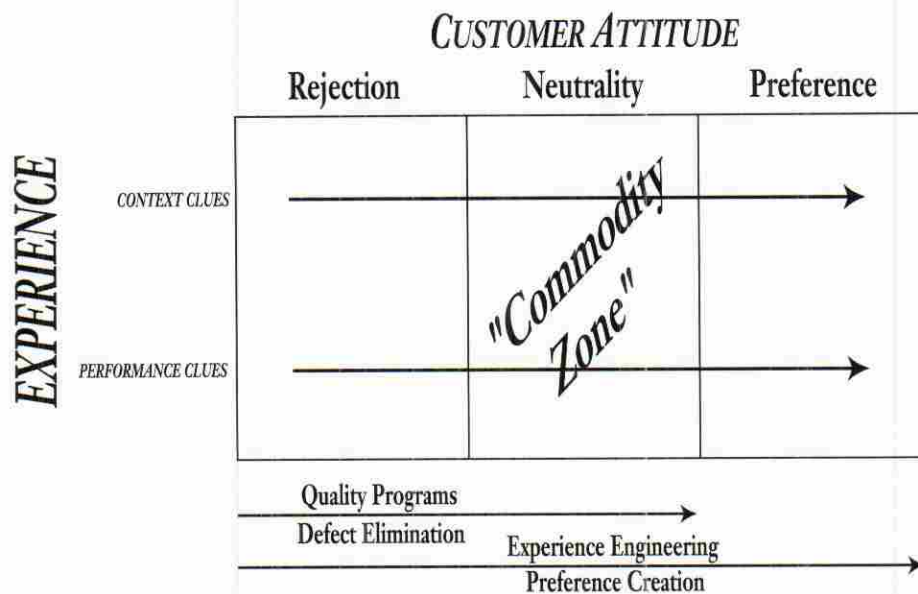 CUSTOMER ATTITUDE
Rejection Neutrality Preference
EXPERIENCE
CONTEXT CLUES
"Commodity
Zone"
PERFORMANCE CLUES
Quality Programs
Defect Elimination
Experience Engineering
Preference Creation